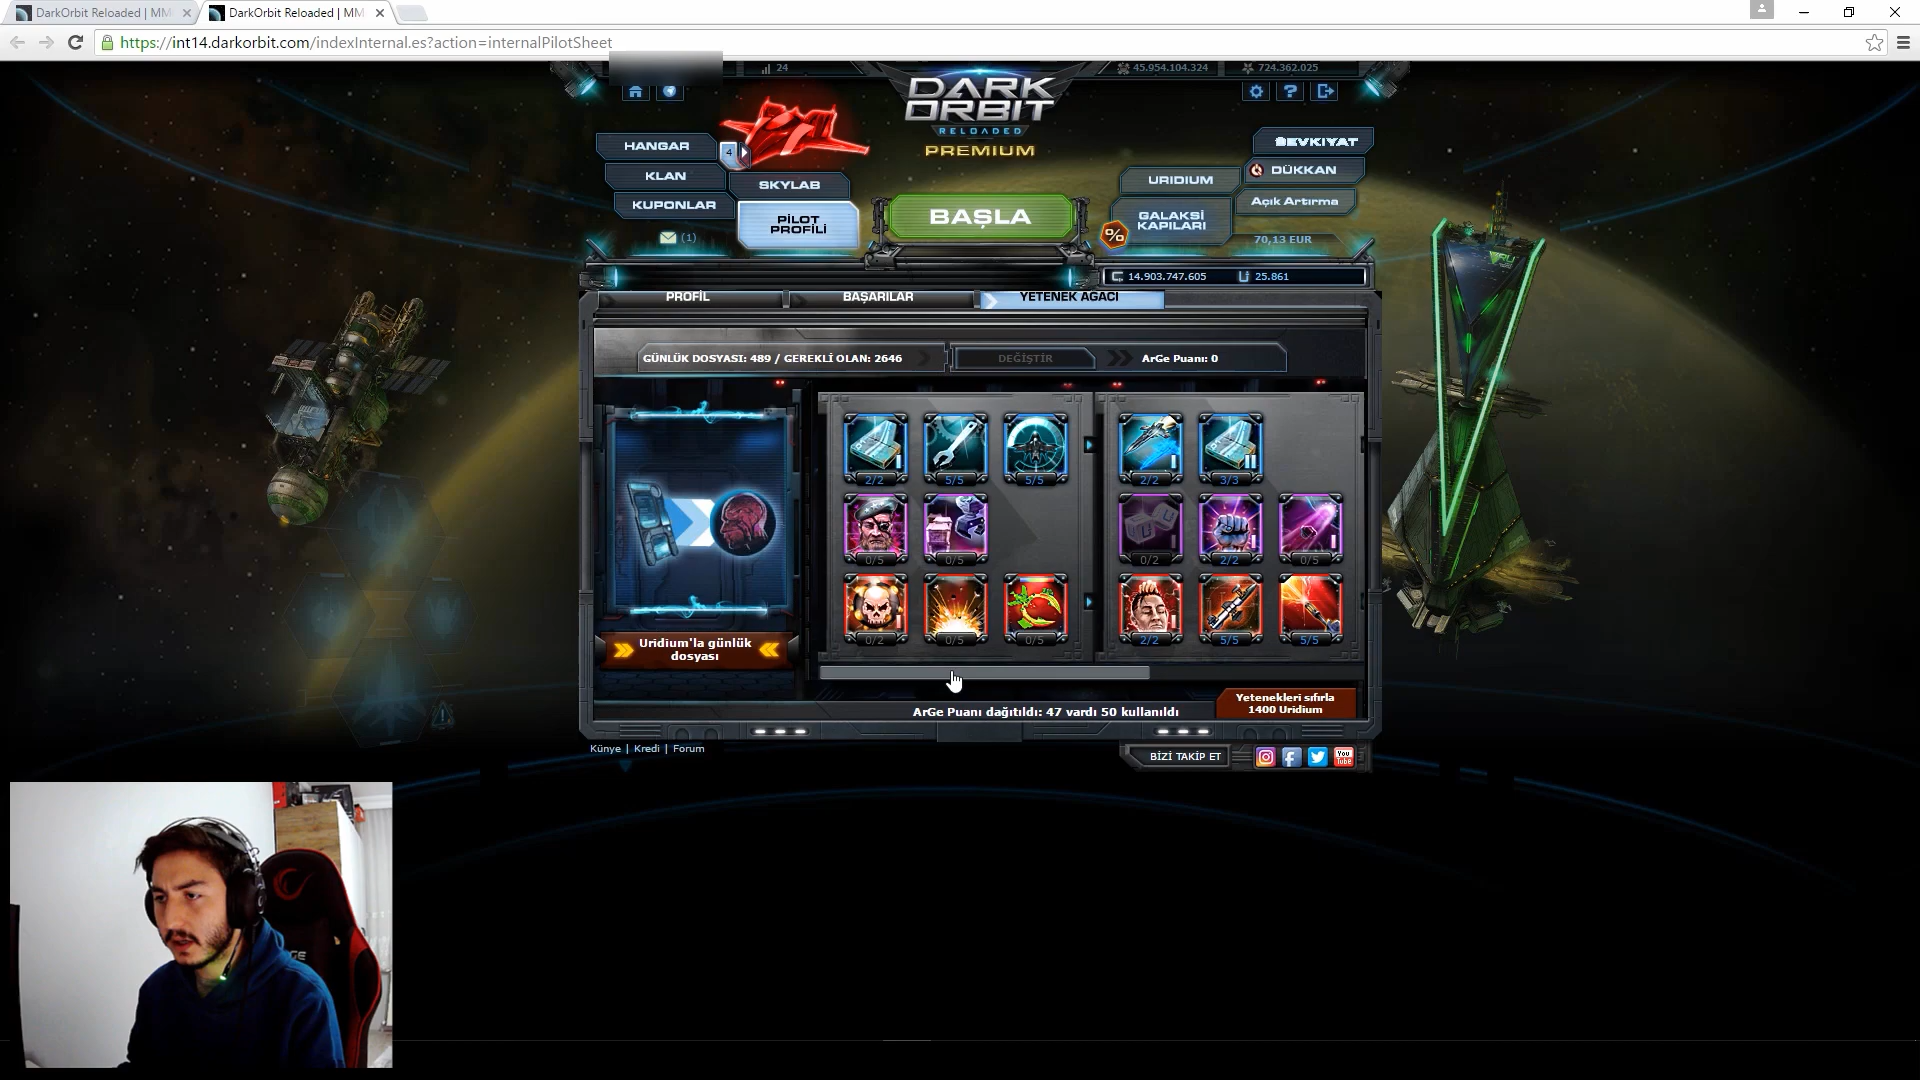 DarkOrbit Reloaded | MM
DarkOrbit Reloaded | MM
https://int14.darkorbit.com/indexInternal.es?action=internalPilotSheet
24
45.954.104.324
724.362.025
DARK
ORBIT
RELOADED
PREMIUM
HANGAR
4
KLAN
KUPONLAR
(1)
SKYLAB
PİLOT
PROFİLİ
BAŞLA
URIDIUM
GALAKSİ
KAPILARI
%
SEVKIYAT
DÜKKAN
Açık Artırma
70,13 EUR
C 14.903.747.605
U 25.861
PROFİL
BAŞARILAR
YETENEK AGACI
GÜNLÜK DOSYASI: 489 / GEREKLİ OLAN: 2646
DEĞİŞTİR
ArGe Puanı: 0
2/2
5/5
5/5
2/2
3/3
0/5
0/5
0/2
2/2
0/5
0/2
0/5
0/5
2/2
5/5
5/5
Uridium'la günlük
dosyası
ArGe Puanı dağıtıldı: 47 vardı 50 kullanıldı
Yetenekleri sıfırla
1400 Uridium
Künye | Kredi | Forum
BİZİ TAKİP ET
You
Tube